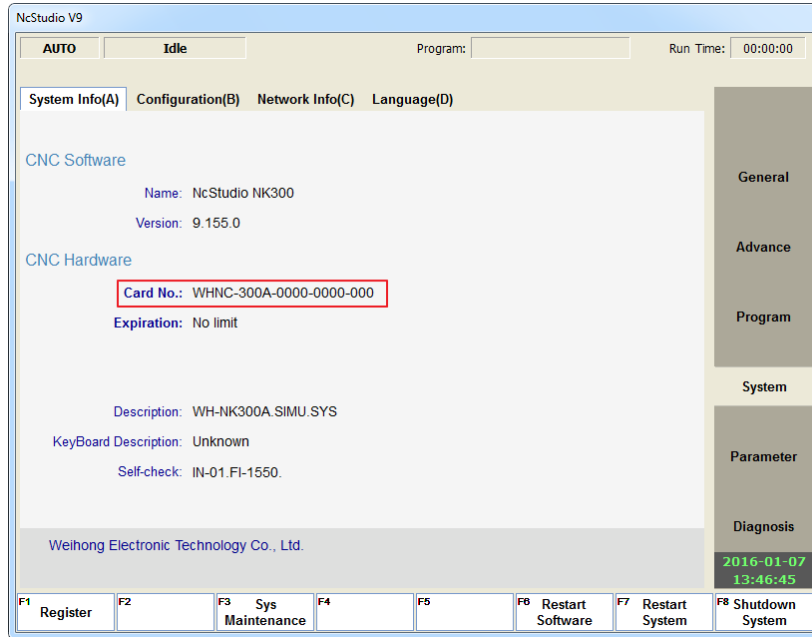 NcStudio V9
AUTO Idle Program: Run Time: 00:00:00
System Info(A) Configuration(B) Network Info(C) Language(D)
CNC Software
Name: NcStudio NK300
Version: 9.155.0
CNC Hardware
Card No.: WHNC-300A-0000-0000-000
Expiration: No limit
Description: WH-NK300A.SIMU.SYS
KeyBoard Description: Unknown
Self-check: IN-01.FI-1550.
Weihong Electronic Technology Co., Ltd.
General
Advance
Program
System
Parameter
Diagnosis
2016-01-07
13:46:45
F1 Register
F2
F3 Sys
Maintenance
F4
F5
F6 Restart
Software
F7 Restart
System
F8 Shutdown
System